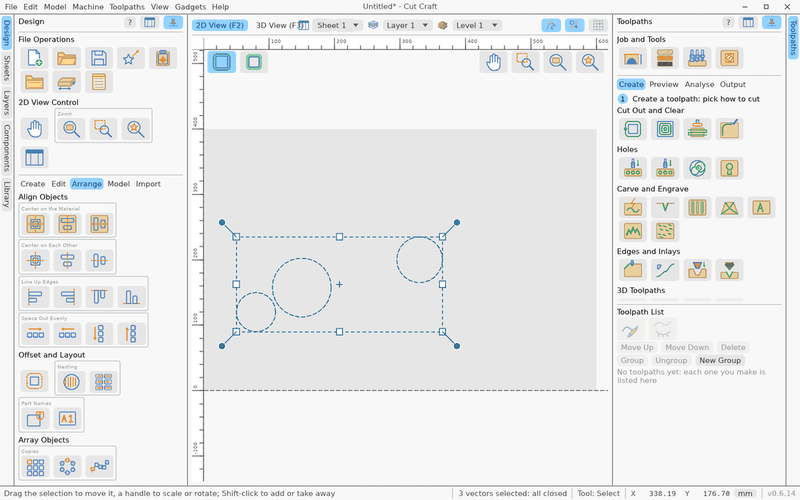 Untitled* - Cut Craft
File Edit Model Machine Toolpaths View Gadgets Help
Design
Sheets
Layers
Components
Library
Design
?
File Operations
2D View Control
Zoom
Create Edit Arrange Model Import
Align Objects
Center on the Material
Center on Each Other
Line Up Edges
Space Out Evenly
Offset and Layout
Nesting
Part Names
Array Objects
Copies
2D View (F2) 3D View (F3) Sheet 1 Layer 1 Level 1
0 100 200 300 400 500 600
500
400
300
200
100
0
-100
Toolpaths
?
Toolpaths
Job and Tools
Create Preview Analyse Output
1 Create a toolpath: pick how to cut
Cut Out and Clear
Holes
Carve and Engrave
Edges and Inlays
3D Toolpaths
Toolpath List
Move Up Move Down Delete
Group Ungroup New Group
No toolpaths yet: each one you make is
listed here
Drag the selection to move it, a handle to scale or rotate; Shift-click to add or take away
3 vectors selected: all closed Tool: Select X 338.19 Y 176.70 mm v0.6.14